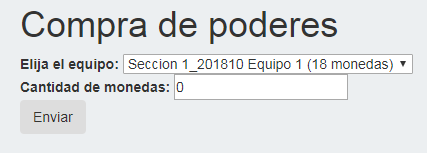 Compra de poderes
Elija el equipo: Seccion 1_201810 Equipo 1 (18 monedas)
Cantidad de monedas: 0
Enviar